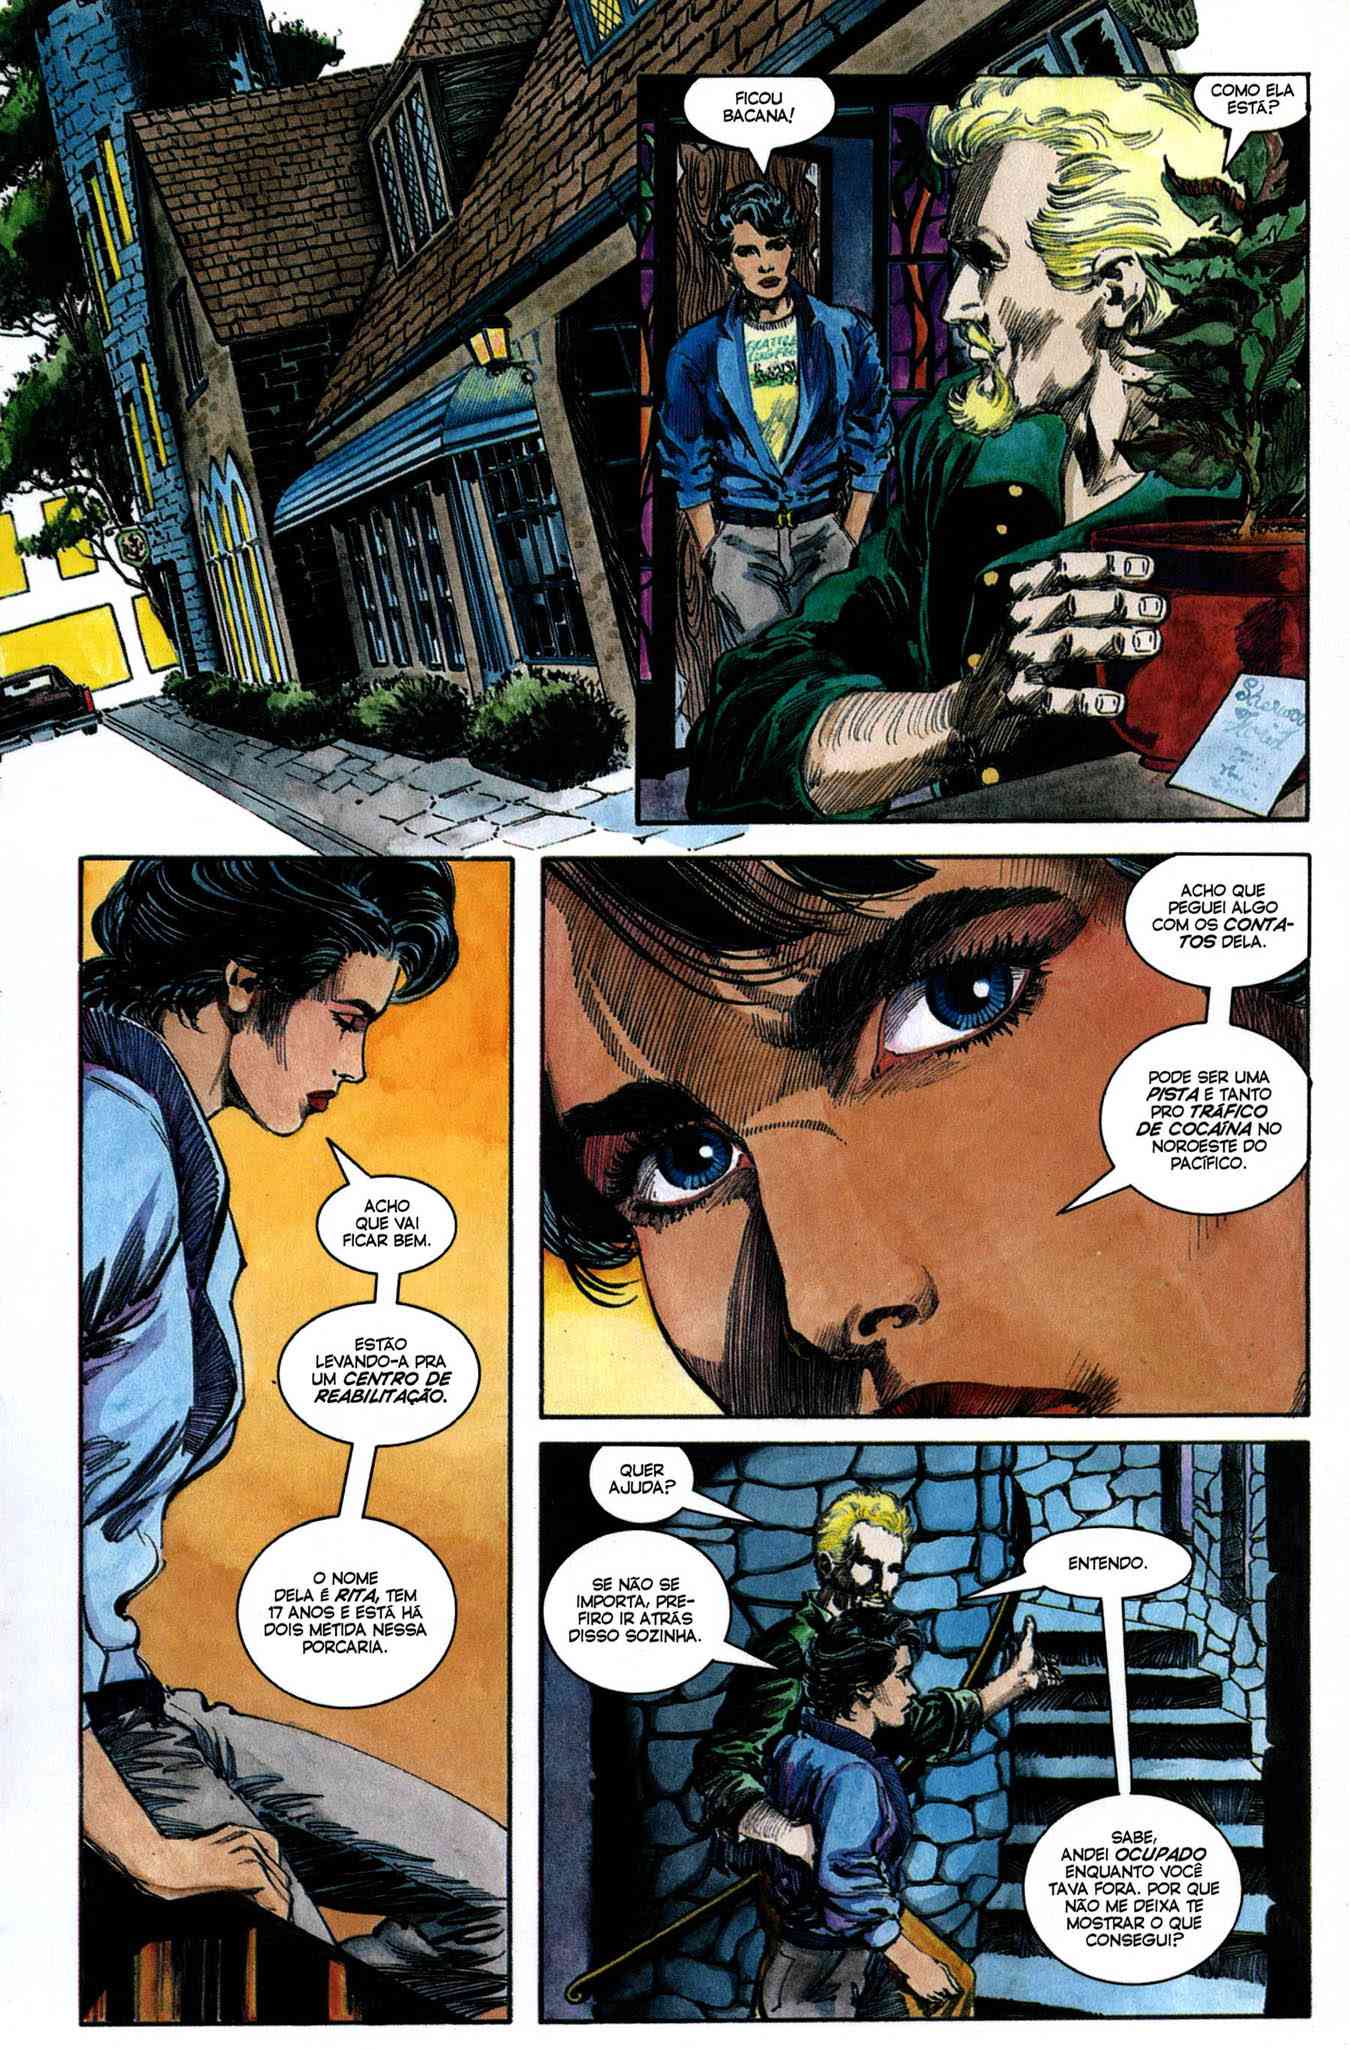 FICOU
BACANA!
COMO ELA
ESTÁ?
ACHO
QUE VAI
FICAR BEM.
ESTÃO
LEVANDO-A PRA
UM CENTRO DE
REABILITAÇÃO.
O NOME
DELA É RITA, TEM
17 ANOS E ESTÁ HÁ
DOIS METIDA NESSA
PORCARIA.
ACHO QUE
PEGUEI ALGO
COM OS CONTA-
TOS DELA.
PODE SER UMA
PISTA E TANTO
PRO TRÁFICO
DE COCAÍNA NO
NOROESTE DO
PACÍFICO.
QUER
AJUDA?
SE NÃO SE
IMPORTA, PRE-
FIRO IR ATRÁS
DISSO SOZINHA.
ENTENDO.
SABE,
ANDEI OCUPADO
ENQUANTO VOCÊ
TAVA FORA. POR QUE
NÃO ME DEIXA TE
MOSTRAR O QUE
CONSEGUI?